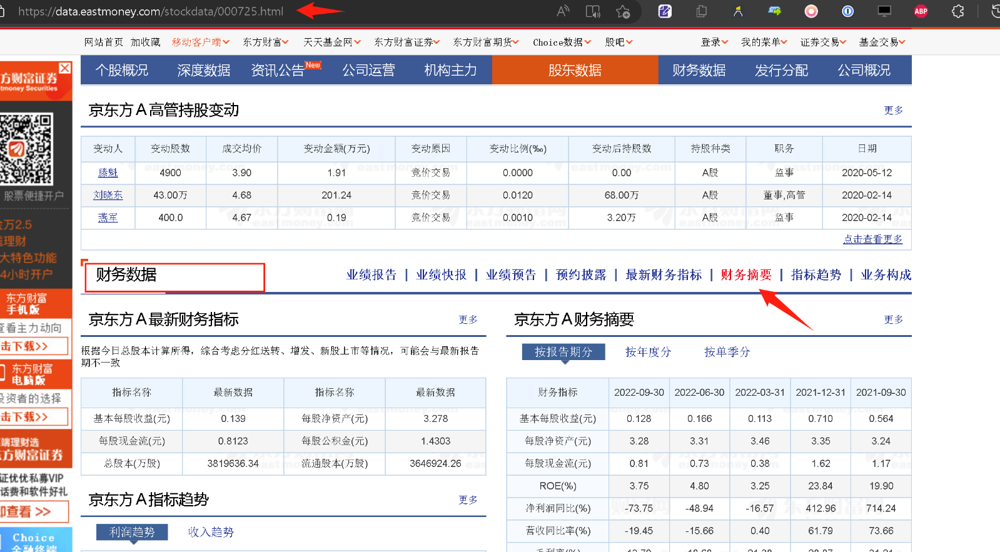 https://data.eastmoney.com/stockdata/000725.html
ABP
网站首页 加收藏 移动客户端 东方财富 天天基金网 东方财富证券 东方财富期货 Choice数据 股吧 登录 我的菜单 证券交易 基金交易
个股概况 深度数据 资讯公告 New 公司运营 机构主力 股东数据 财务数据 发行分配 公司概况
方财富证券
tmoney Securities
股票便捷开户
金万2.5
戋理财
大特色功能
4小时开户
东方财富
手机版
查看主力动向
击下载>>
东方财富
电脑版
投资者的选择
击下载>>
端理财选
方方财富证券
证优优私募VIP
话费和软件好礼
即查看 >>
Choice
金融终端
京东方A高管持股变动 更多
变动人 变动股数 成交均价 变动金额(万元) 变动原因 变动比例(‰) 变动后持股数 持股种类 职务 日期
滕魁 4900 3.90 1.91 竞价交易 0.0000 0.00 A股 监事 2020-05-12
刘晓东 43.00万 4.68 201.24 竞价交易 0.0120 68.00万 A股 董事,高管 2020-02-14
燕军 400.0 4.67 0.19 竞价交易 0.0010 3.20万 A股 监事 2020-02-14
点击查看更多
财务数据 业绩报告 | 业绩快报 | 业绩预告 | 预约披露 | 最新财务指标 | 财务摘要 | 指标趋势 | 业务构成
京东方A最新财务指标 更多
根据今日总股本计算所得，综合考虑分红送转、增发、新股上市等情况，可能会与最新报告
期不一致
指标名称 最新数据 指标名称 最新数据
基本每股收益(元) 0.139 每股净资产(元) 3.278
每股现金流(元) 0.8123 每股公积金(元) 1.4303
总股本(万股) 3819636.34 流通股本(万股) 3646924.26
京东方A指标趋势 更多
利润趋势 收入趋势
京东方A财务摘要 更多
按报告期分 按年度分 按单季分
财务指标 2022-09-30 2022-06-30 2022-03-31 2021-12-31 2021-09-30
基本每股收益(元) 0.128 0.166 0.113 0.710 0.564
每股净资产(元) 3.28 3.31 3.46 3.35 3.24
每股现金流(元) 0.81 0.73 0.38 1.62 1.17
ROE(%) 3.75 4.80 3.25 23.84 19.90
净利润同比(%) -73.75 -48.94 -16.57 412.96 714.24
营收同比率(%) -19.45 -15.66 0.40 61.79 73.66